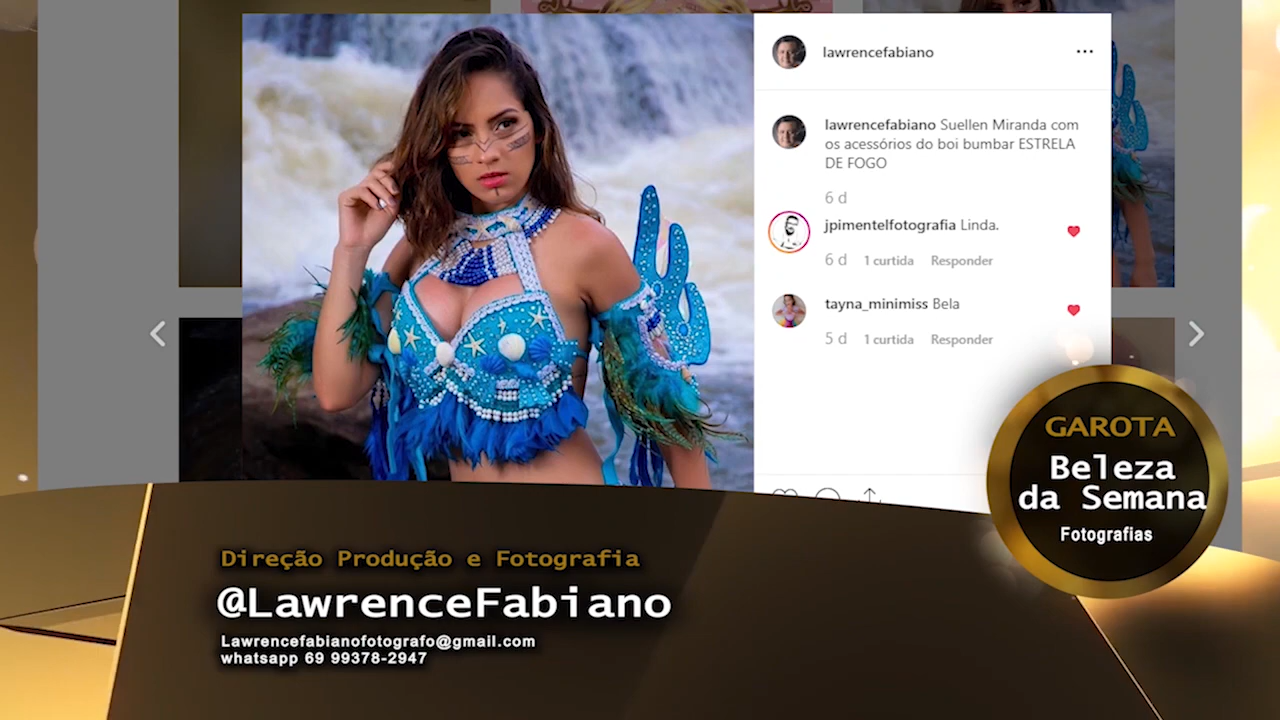 lawrencefabiano
lawrencefabiano Suellen Miranda com
os acessórios do boi bumbar ESTRELA
DE FOGO
6 d
jpimentelfotografia Linda.
6 d 1 curtida Responder
tayna_minimiss Bela
5 d 1 curtida Responder
GAROTA
Beleza
da Semana
Fotografias
Direção Produção e Fotografia
@LawrenceFabiano
Lawrencefabianofotografo@gmail.com
whatsapp 69 99378-2947